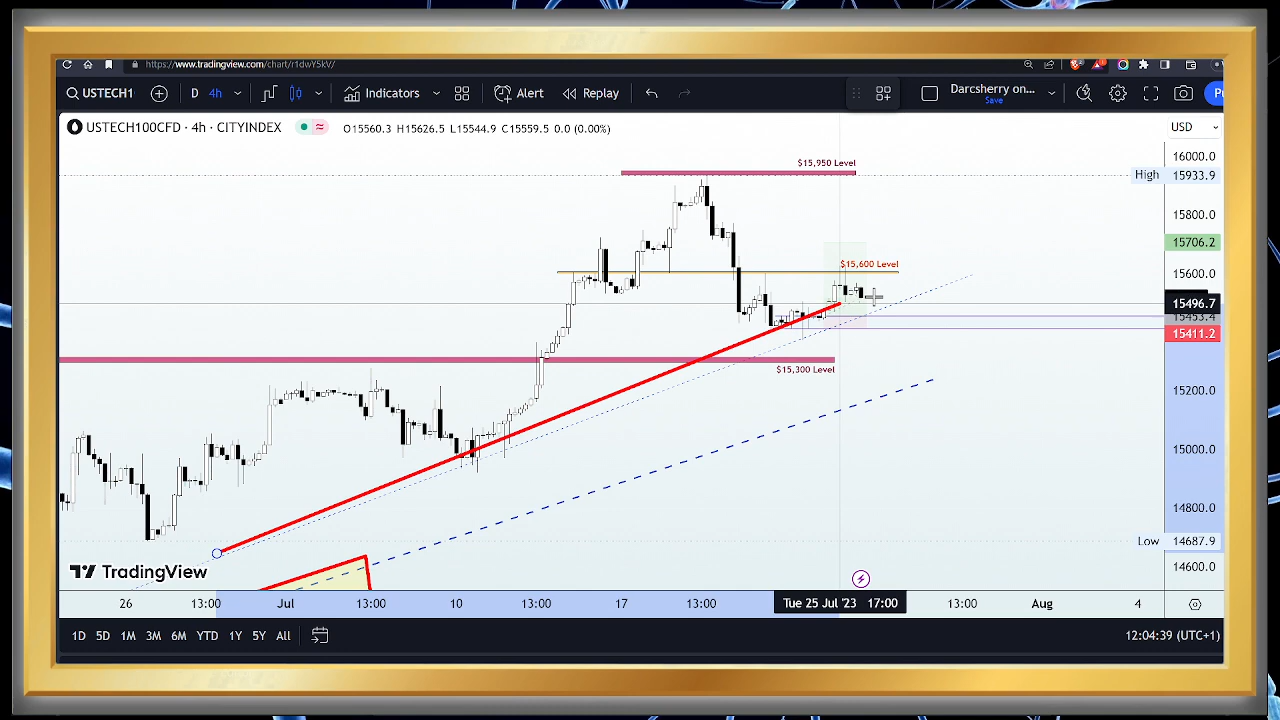 https://www.tradingview.com/chart/r1dwY5kV/
USTECH1 D 4h Indicators Alert Replay Darcsherry on... Save
USTECH100CFD · 4h · CITYINDEX O15560.3 H15626.5 L15544.9 C15559.5 0.0 (0.00%) USD
$15,950 Level
16000.0
High 15933.9
15800.0
15706.2
$15,600 Level
15600.0
15496.7
15453.4
15411.2
$15,300 Level
15200.0
15000.0
14800.0
Low 14687.9
14600.0
TradingView
26 13:00 Jul 13:00 10 13:00 17 13:00 Tue 25 Jul '23 17:00 13:00 Aug 4
1D 5D 1M 3M 6M YTD 1Y 5Y All 12:04:39 (UTC+1)